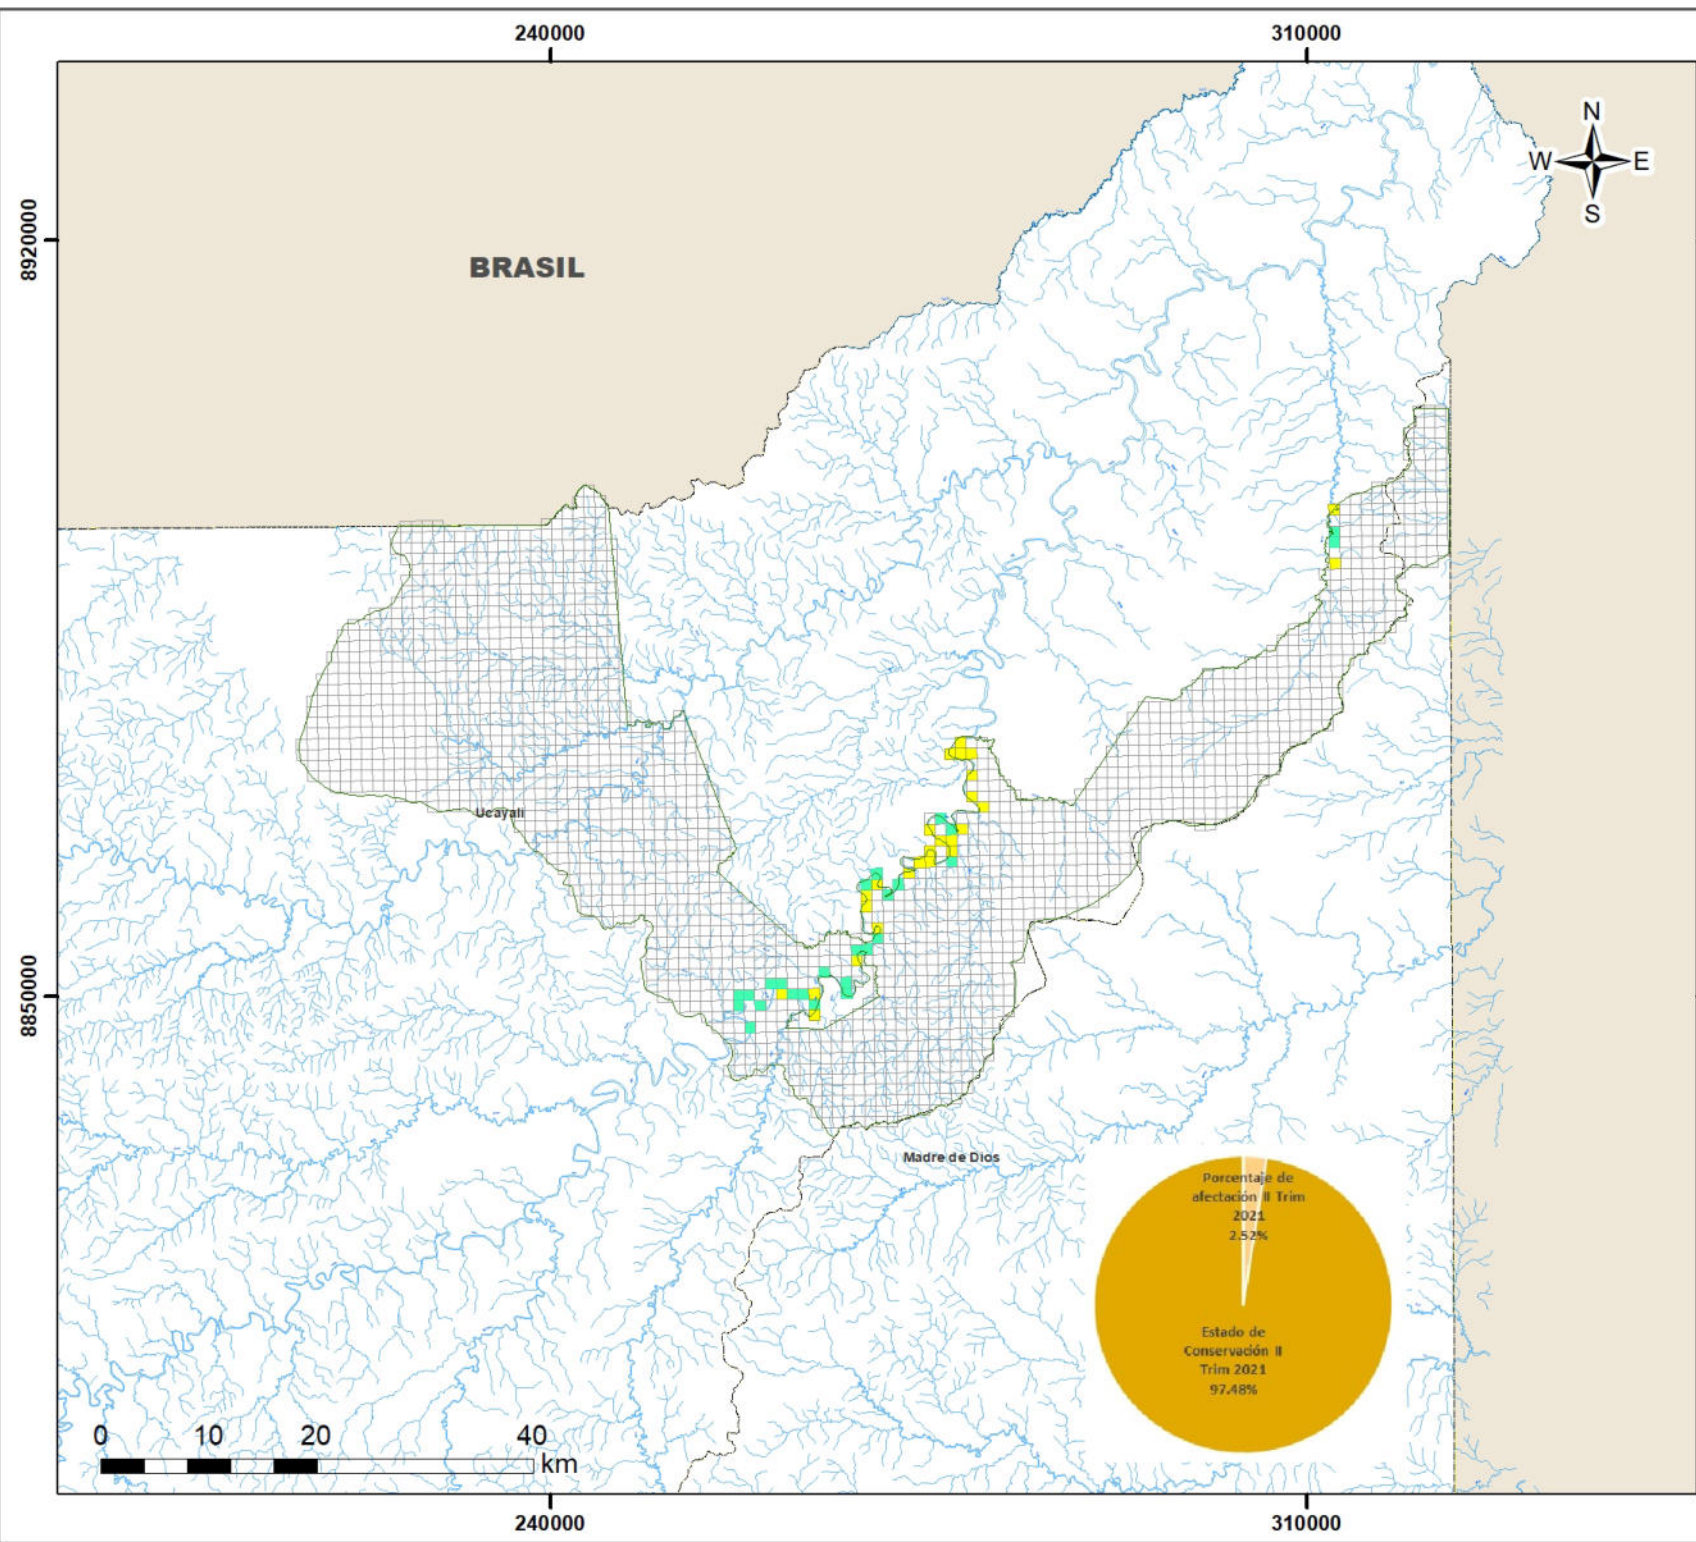 240000
310000
N
W
E
S
8920000
BRASIL
Ucayali
8850000
Madre de Dios
Porcentaje de
afectación II Trim
2021
2.52%
Estado de
Conservación II
Trim 2021
97.48%
0 10 20 40
km
240000
310000